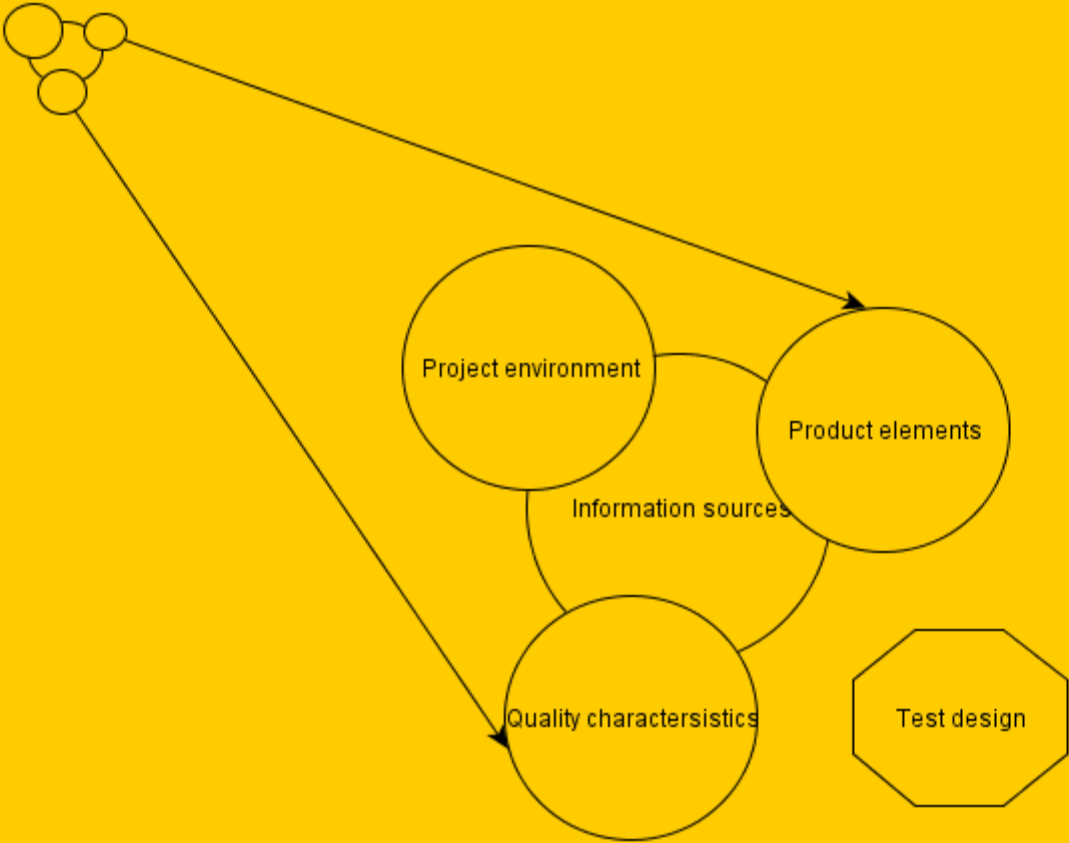 Project environment
Product elements
Information sources
Quality charactersistics
Test design